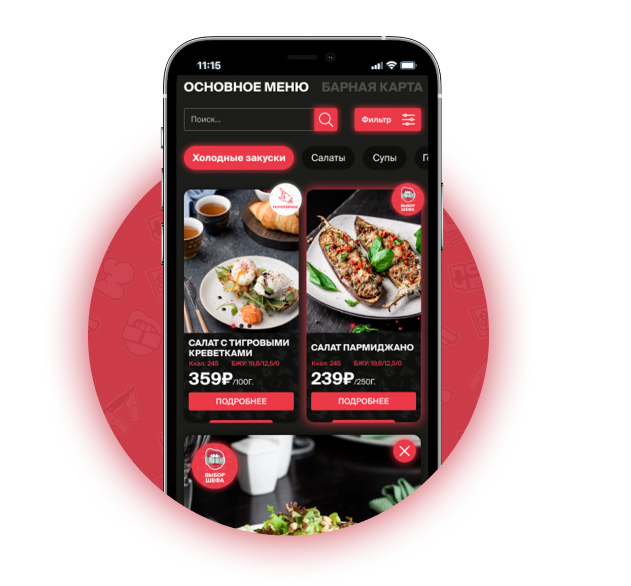 11:15
ОСНОВНОЕ МЕНЮ БАРНАЯ КАРТА
Поиск...
Фильтр
Холодные закуски Салаты Супы Г
ПОПУЛЯРНОЕ
ВЫБОР
ШЕФА
САЛАТ С ТИГРОВЫМИ
КРЕВЕТКАМИ
Ккал: 245 БЖУ: 19,8/12,5/0
359₽/100Г.
ПОДРОБНЕЕ
САЛАТ ПАРМИДЖАНО
Ккал: 245 БЖУ: 19,8/12,5/0
239₽/250Г.
ПОДРОБНЕЕ
ВЫБОР
ШЕФА